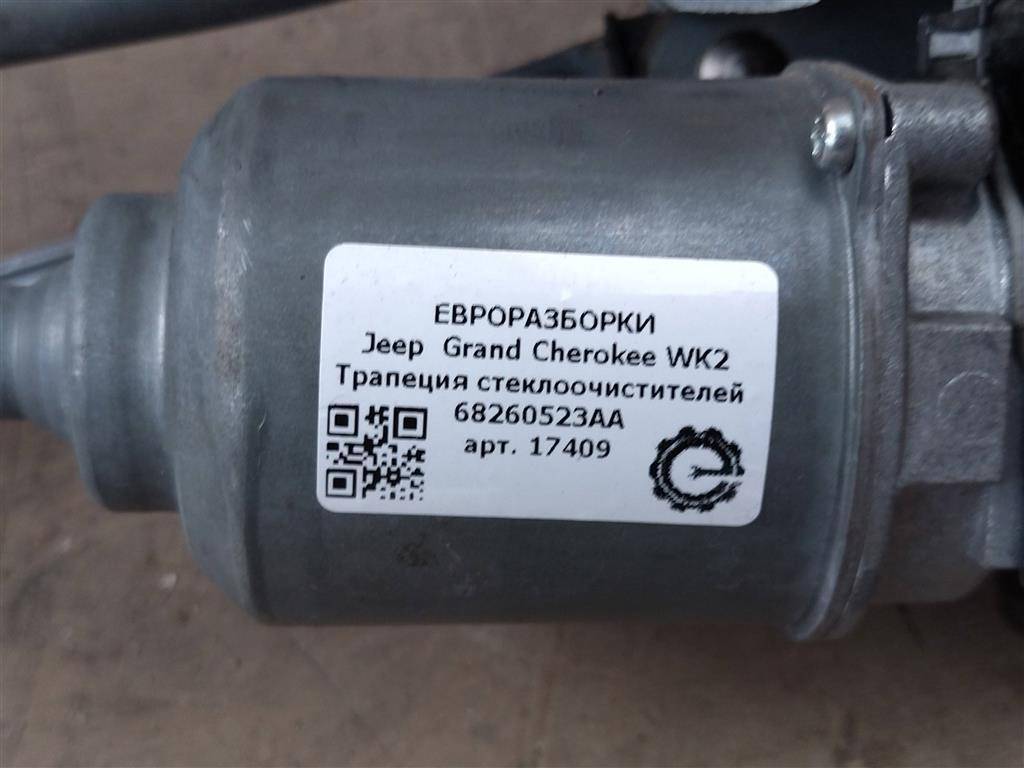 ЕВРОРАЗБОРКИ
Jeep Grand Cherokee WK2
Трапеция стеклоочистителей
68260523AA
арт. 17409